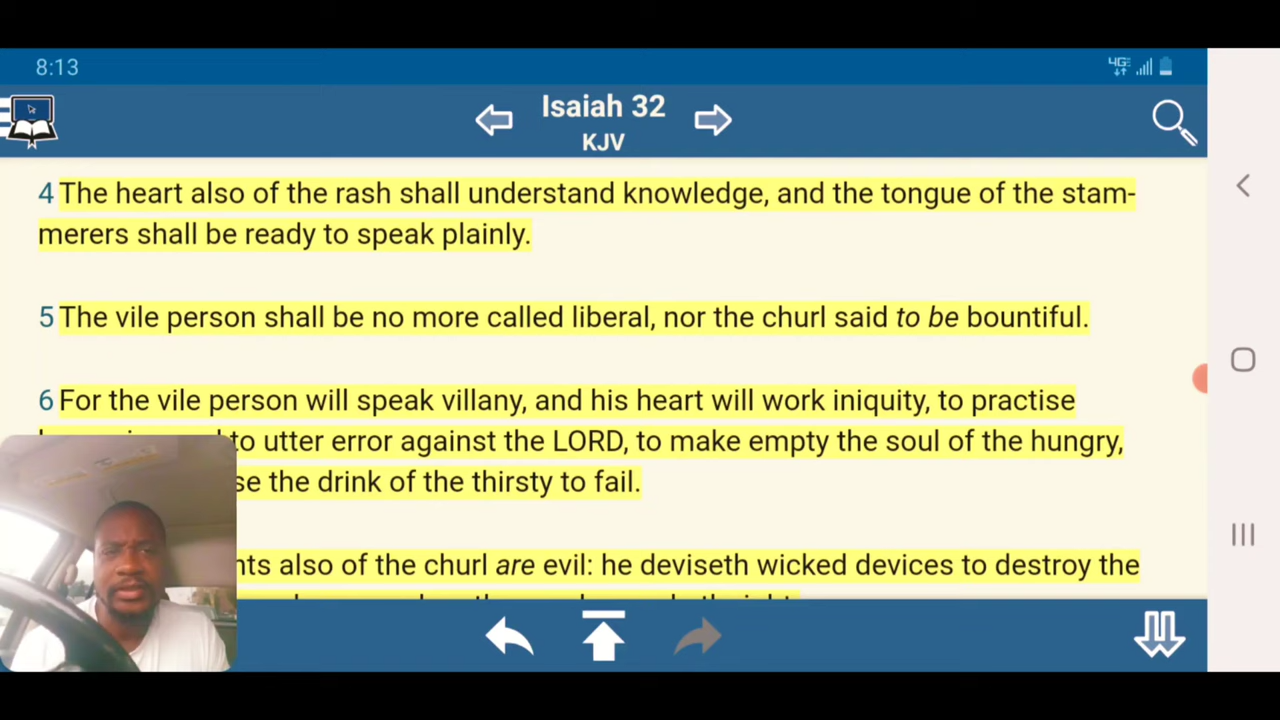 8:13
4G
Isaiah 32
KJV
4 The heart also of the rash shall understand knowledge, and the tongue of the stam-
merers shall be ready to speak plainly.
5 The vile person shall be no more called liberal, nor the churl said to be bountiful.
6 For the vile person will speak villany, and his heart will work iniquity, to practise
to utter error against the LORD, to make empty the soul of the hungry,
the drink of the thirsty to fail.
also of the churl are evil: he deviseth wicked devices to destroy the